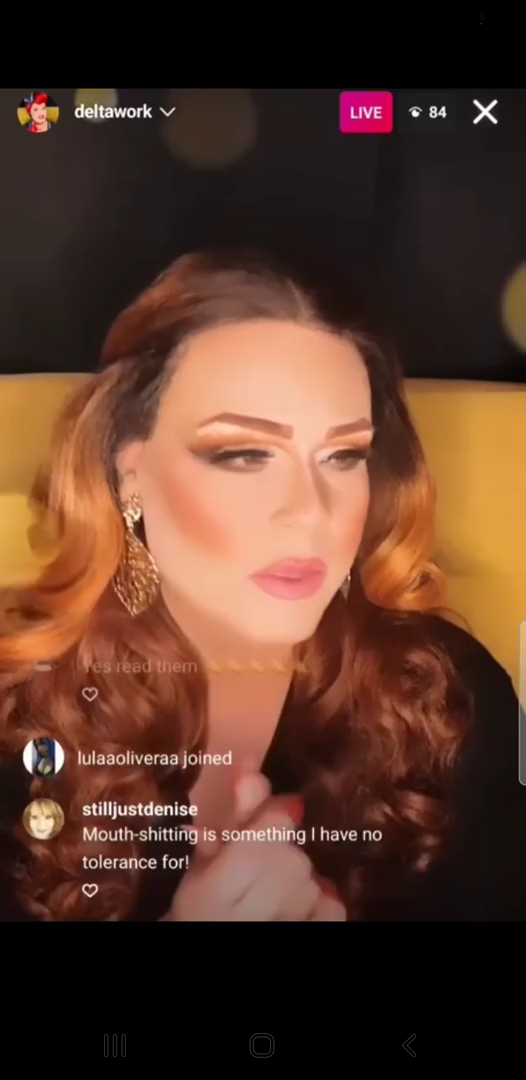 deltawork
LIVE
84
Yes read them
lulaaoliveraa joined
stilljustdenise
Mouth-shitting is something I have no
tolerance for!